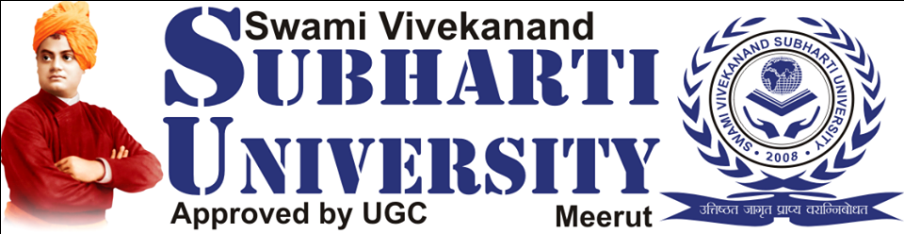 Swami Vivekanand
SUBHARTI
UNIVERSITY
Approved by UGC
Meerut
SWAMI VIVEKANAND SUBHARTI UNIVERSITY
• 2008 •
उत्तिष्ठत जाग्रत प्राप्य वरान्निबोधत